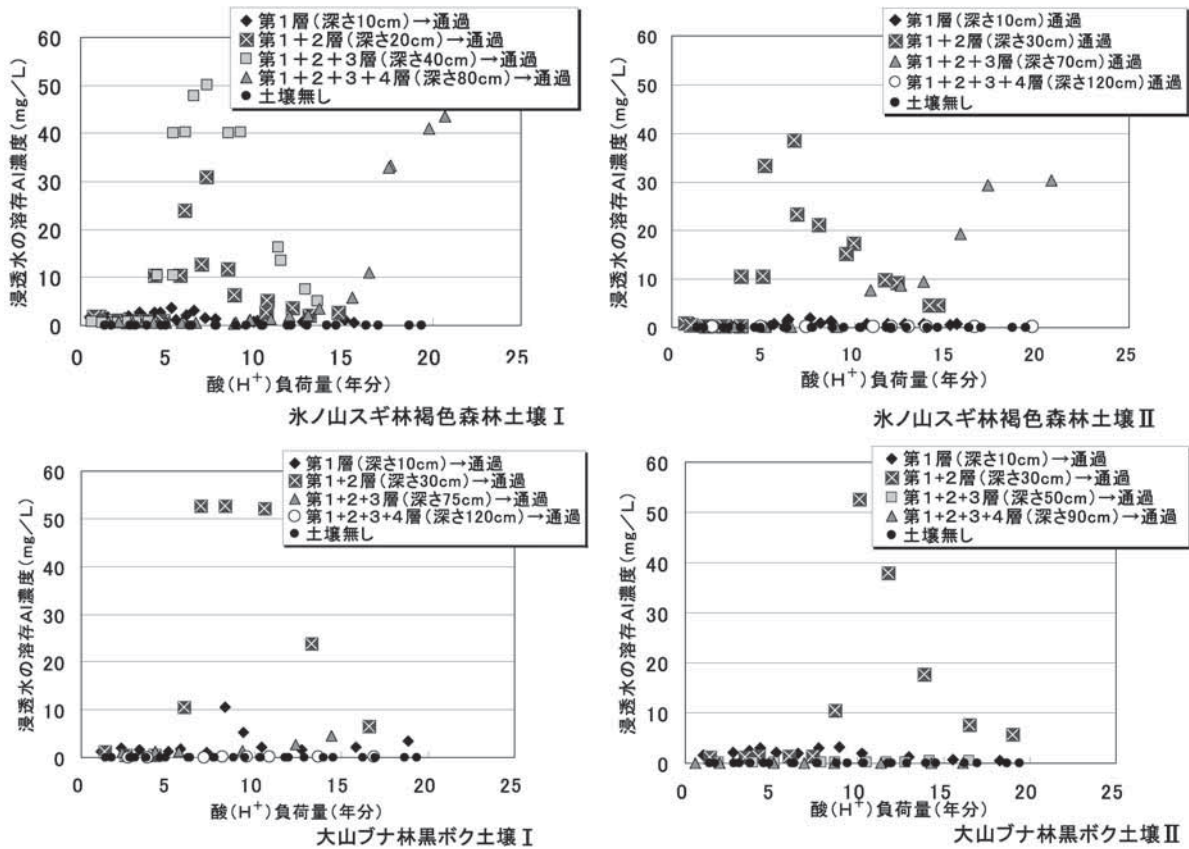 ◆第1層(深さ10cm)→通過
第1+2層(深さ20cm)→通過
第1+2+3層(深さ40cm)→通過
第1+2+3+4層(深さ80cm)→通過
●土壌無し
浸透水の溶存Al濃度(mg/L)
60
50
40
30
20
10
0
0 5 10 15 20 25
酸(H⁺)負荷量(年分)
氷ノ山スギ林褐色森林土壌Ⅰ
◆第1層(深さ10cm)通過
第1+2層(深さ30cm)通過
第1+2+3層(深さ70cm)通過
○第1+2+3+4層(深さ120cm)通過
●土壌無し
浸透水の溶存Al濃度(mg/L)
60
50
40
30
20
10
0
0 5 10 15 20 25
酸(H⁺)負荷量(年分)
氷ノ山スギ林褐色森林土壌Ⅱ
◆第1層(深さ10cm)→通過
第1+2層(深さ30cm)→通過
第1+2+3層(深さ75cm)→通過
○第1+2+3+4層(深さ120cm)→通過
●土壌無し
浸透水の溶存Al濃度(mg/L)
60
50
40
30
20
10
0
0 5 10 15 20 25
酸(H⁺)負荷量(年分)
大山ブナ林黒ボク土壌Ⅰ
◆第1層(深さ10cm)→通過
第1+2層(深さ30cm)→通過
第1+2+3層(深さ50cm)→通過
第1+2+3+4層(深さ90cm)→通過
●土壌無し
浸透水の溶存Al濃度(mg/L)
60
50
40
30
20
10
0
0 5 10 15 20 25
酸(H⁺)負荷量(年分)
大山ブナ林黒ボク土壌Ⅱ